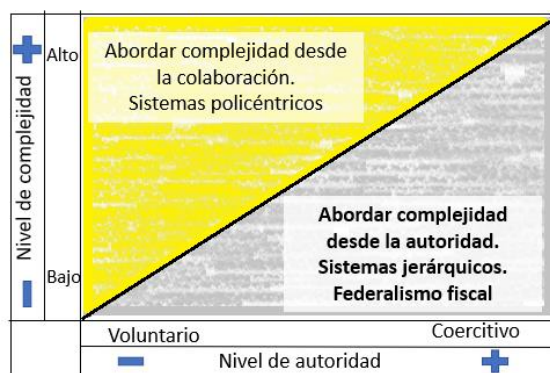 Nivel de complejidad
Alto
Bajo
Abordar complejidad desde
la colaboración.
Sistemas policéntricos
Abordar complejidad
desde la autoridad.
Sistemas jerárquicos.
Federalismo fiscal
Voluntario
Coercitivo
Nivel de autoridad